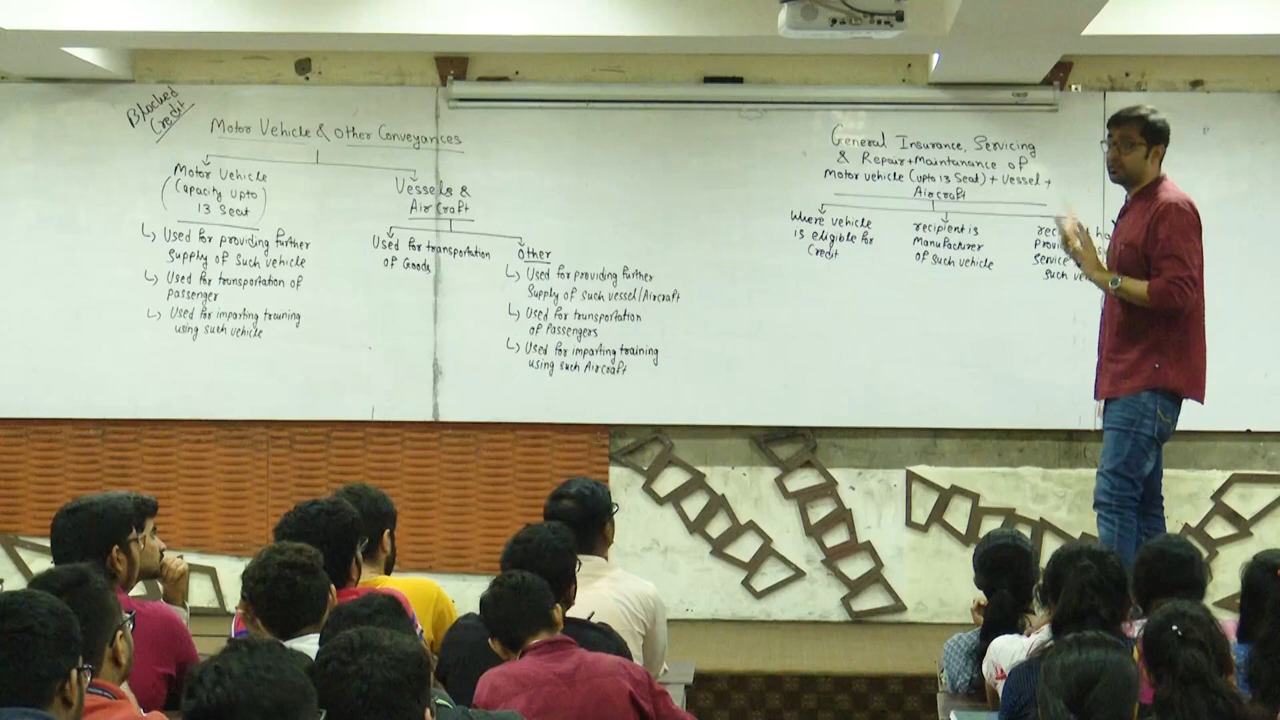 Blocked
Credit
Motor Vehicle & Other Conveyances
Motor Vehicle
(Capacity upto
13 Seat)
↳ Used for providing further
Supply of such vehicle
↳ Used for transportation of
passenger
↳ Used for imparting training
using such vehicle
Vessels &
Aircraft
Used for transportation
of Goods
Other
↳ Used for providing further
Supply of such vessel/Aircraft
↳ Used for transportation
of Passengers
↳ Used for imparting training
using such Aircraft
General Insurance, Servicing
& Repair + Maintanance of
Motor vehicle (upto 13 Seat) + Vessel +
Aircraft
Where vehicle
is eligible for
Credit
recipient is
Manufacturer
of Such vehicle
Service
Such